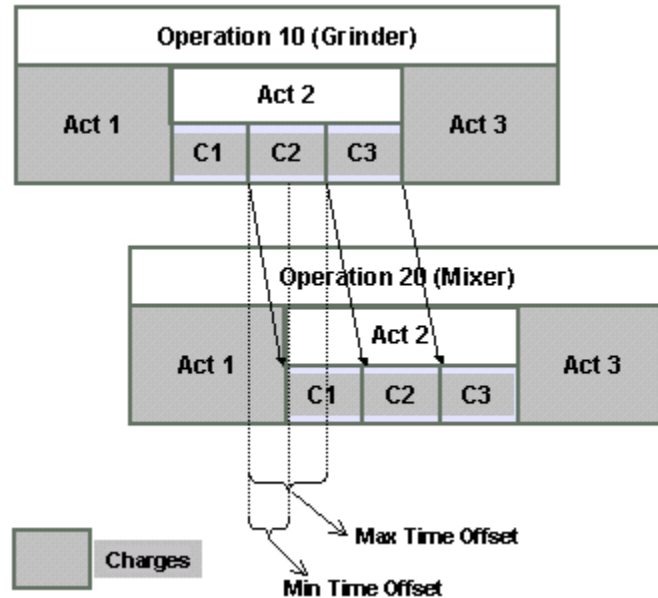 Operation 10 (Grinder)
Act 1
Act 2
Act 3
C1
C2
C3
Operation 20 (Mixer)
Act 1
Act 2
Act 3
C1
C2
C3
Max Time Offset
Charges
Min Time Offset